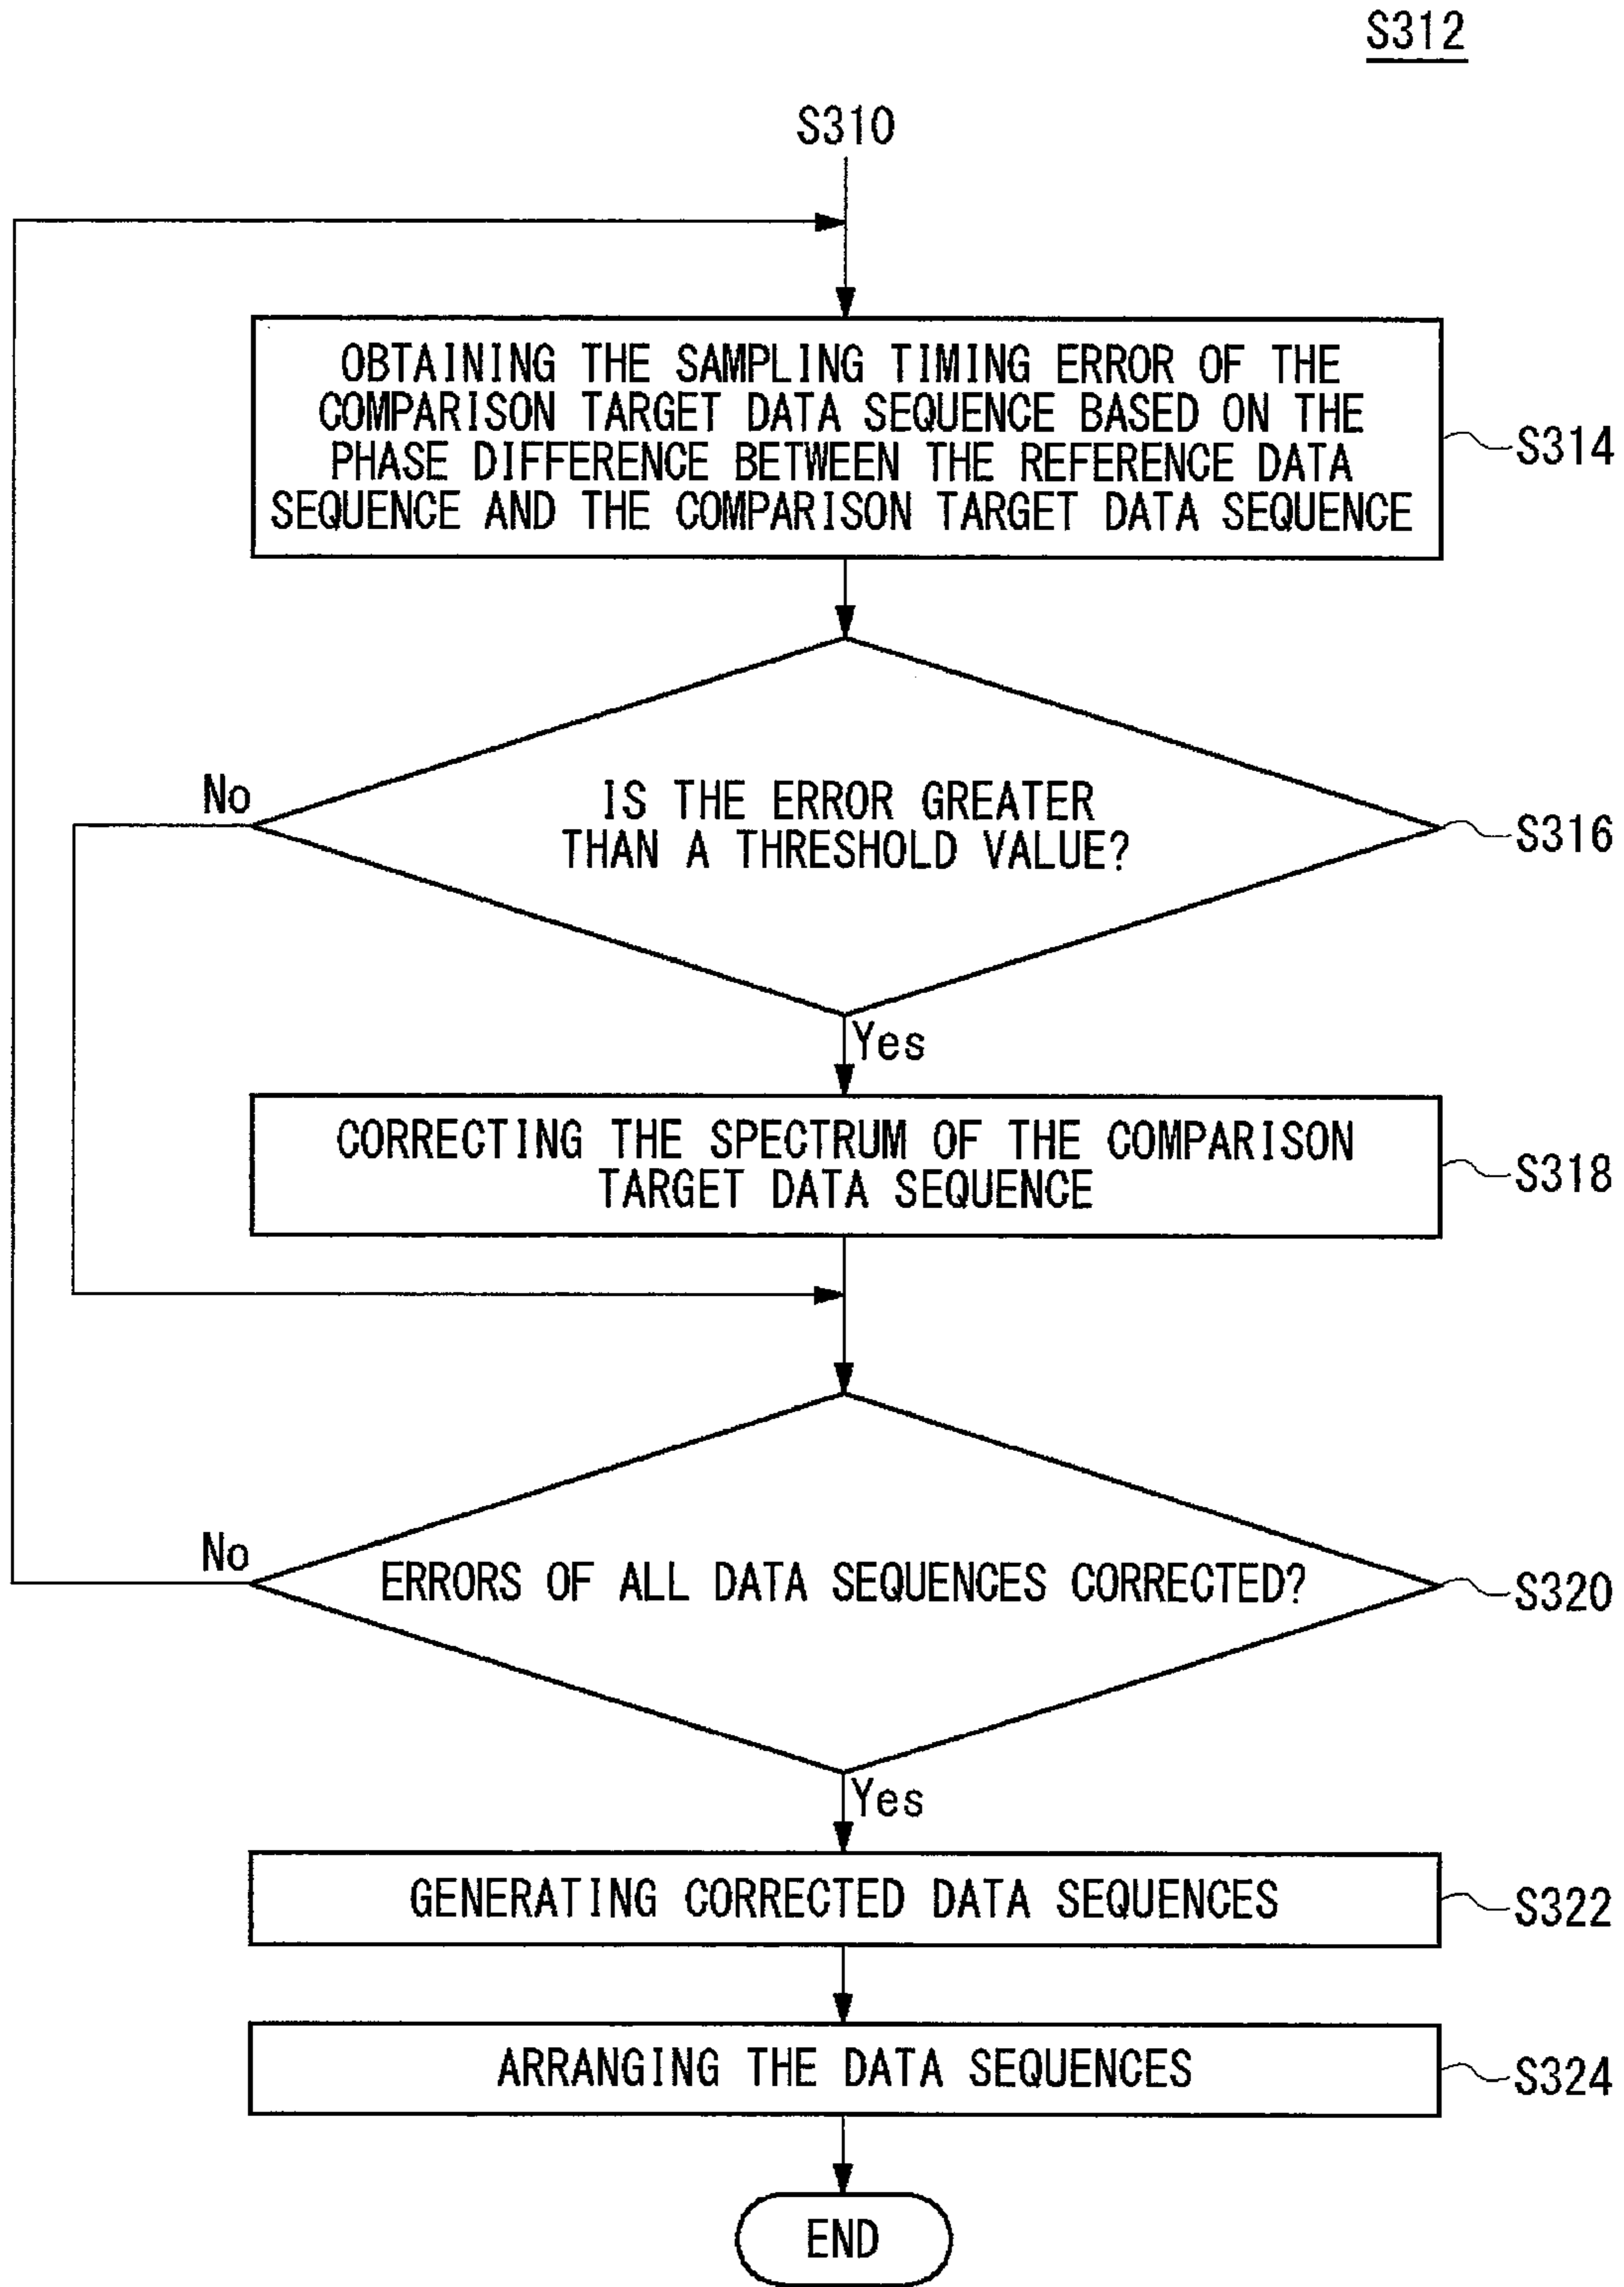 S312
S310
OBTAINING THE SAMPLING TIMING ERROR OF THE
COMPARISON TARGET DATA SEQUENCE BASED ON THE
PHASE DIFFERENCE BETWEEN THE REFERENCE DATA
SEQUENCE AND THE COMPARISON TARGET DATA SEQUENCE
S314
No
IS THE ERROR GREATER
THAN A THRESHOLD VALUE?
S316
Yes
CORRECTING THE SPECTRUM OF THE COMPARISON
TARGET DATA SEQUENCE
S318
No
ERRORS OF ALL DATA SEQUENCES CORRECTED?
S320
Yes
GENERATING CORRECTED DATA SEQUENCES
S322
ARRANGING THE DATA SEQUENCES
S324
END